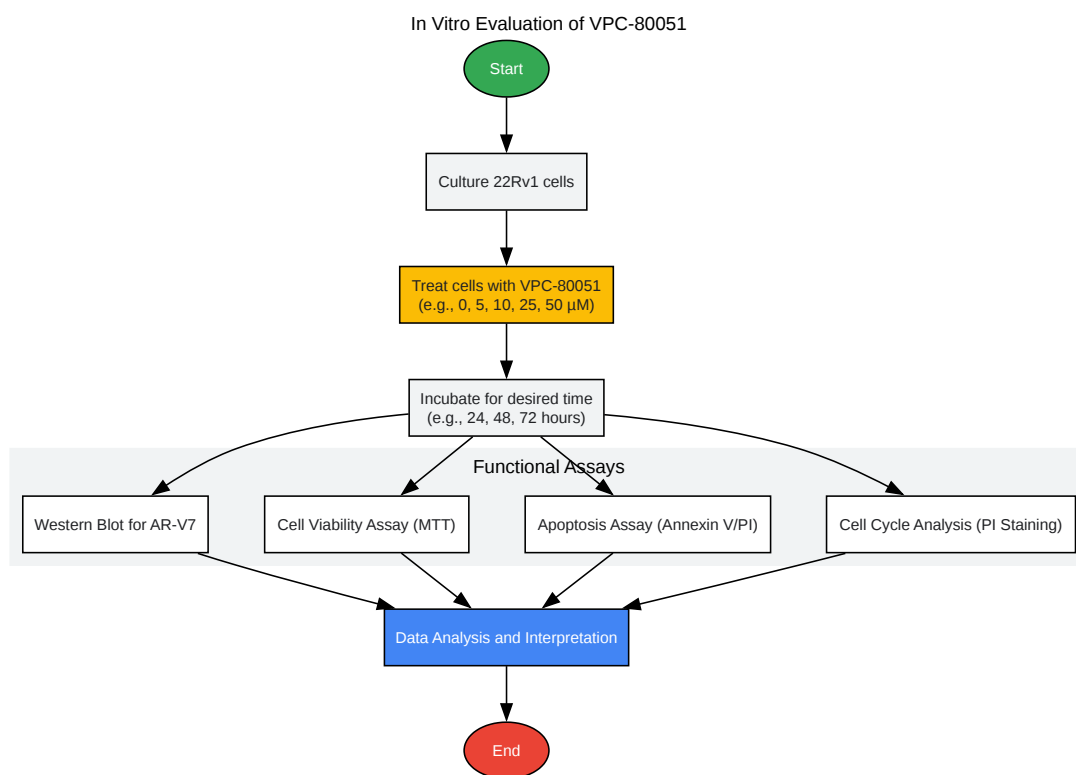 In Vitro Evaluation of VPC-80051
Start
Culture 22Rv1 cells
Treat cells with VPC-80051
(e.g., 0, 5, 10, 25, 50 µM)
Incubate for desired time
(e.g., 24, 48, 72 hours)
Functional Assays
Western Blot for AR-V7
Cell Viability Assay (MTT)
Apoptosis Assay (Annexin V/PI)
Cell Cycle Analysis (PI Staining)
Data Analysis and Interpretation
End